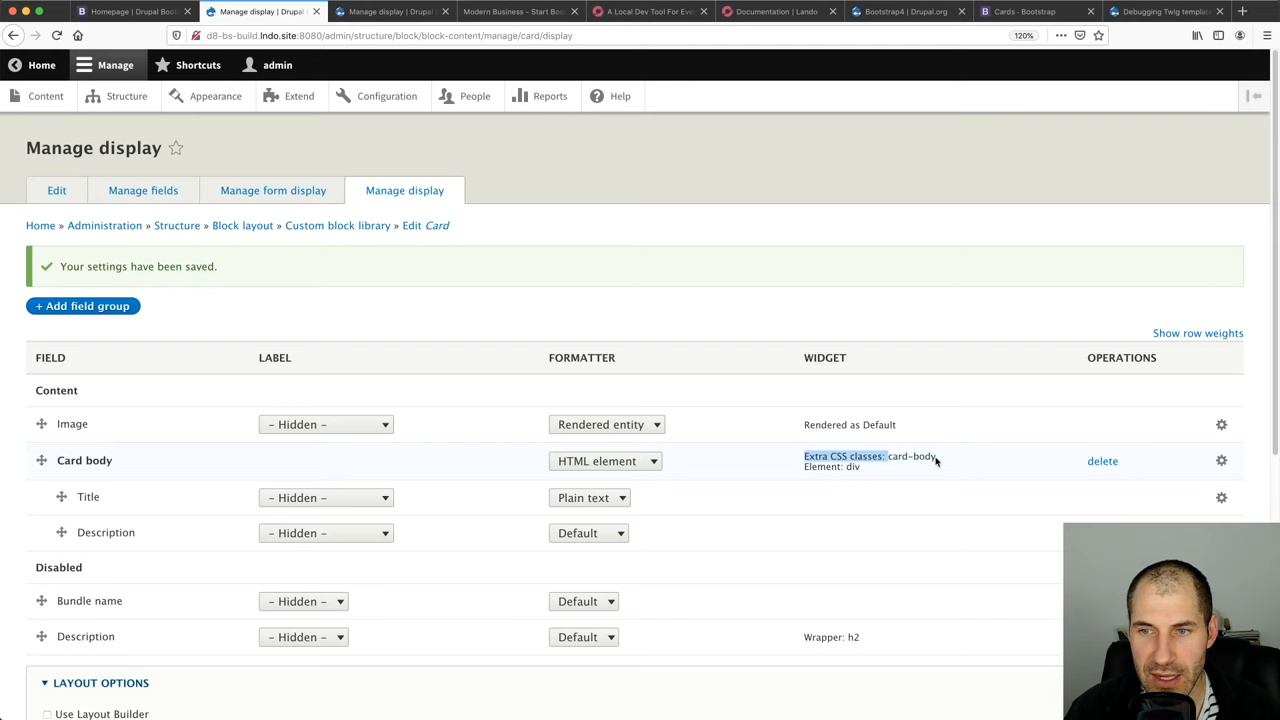 Homepage | Drupal Boot
Manage display | Drupal
Manage display | Drupal
Modern Business - Start Boo
A Local Dev Tool For Eve
Documentation | Lando
Bootstrap4 | Drupal.org
Cards · Bootstrap
Debugging Twig templat
d8-bs-build.lndo.site:8080/admin/structure/block/block-content/manage/card/display
120%
Home
Manage
Shortcuts
admin
Content
Structure
Appearance
Extend
Configuration
People
Reports
Help
Manage display
Edit
Manage fields
Manage form display
Manage display
Home » Administration » Structure » Block layout » Custom block library » Edit Card
Your settings have been saved.
+ Add field group
Show row weights
FIELD LABEL FORMATTER WIDGET OPERATIONS
Content
Image - Hidden - Rendered entity Rendered as Default
Card body HTML element Extra CSS classes: card-body delete
Element: div
Title - Hidden - Plain text
Description - Hidden - Default
Disabled
Bundle name - Hidden - Default
Description - Hidden - Default Wrapper: h2
LAYOUT OPTIONS
Use Layout Builder